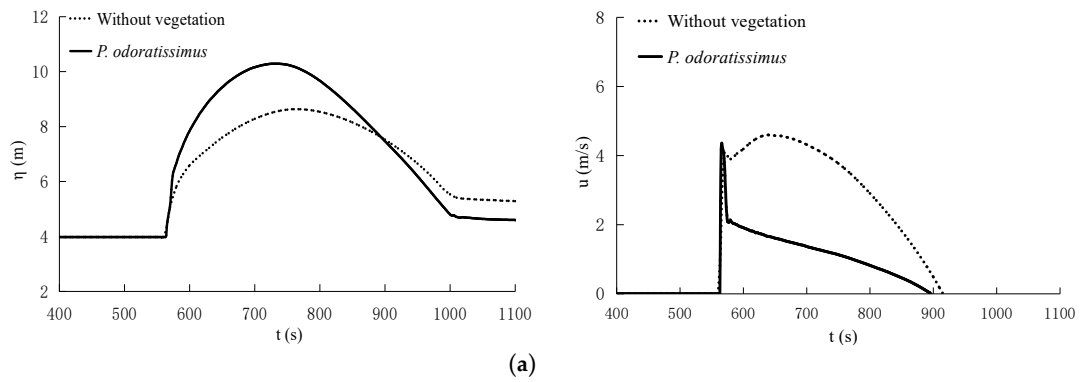 Without vegetation
P. odoratissimus
12
10
8
6
4
2
η (m)
400 500 600 700 800 900 1000 1100
t (s)
Without vegetation
P. odoratissimus
8
6
4
2
0
u (m/s)
400 500 600 700 800 900 1000 1100
t (s)
(a)